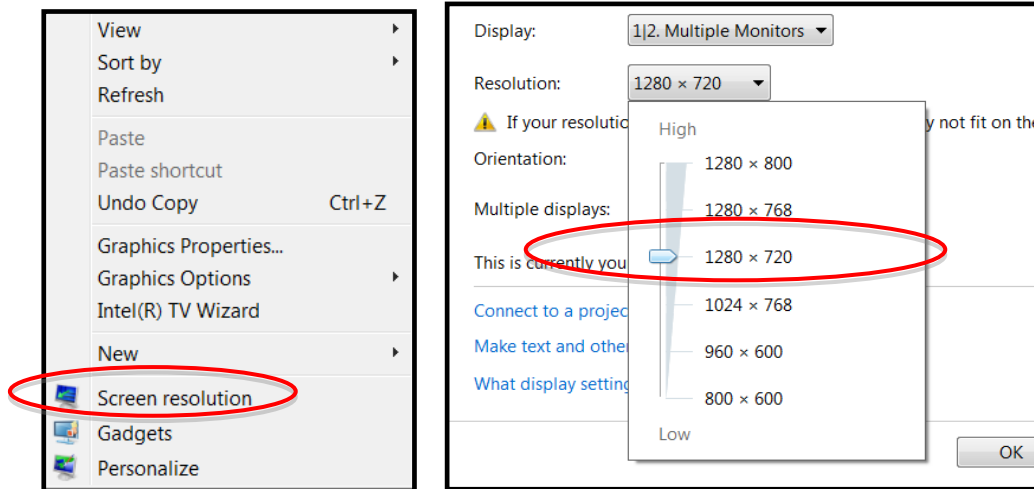 View
Sort by
Refresh
Paste
Paste shortcut
Undo Copy Ctrl+Z
Graphics Properties...
Graphics Options
Intel(R) TV Wizard
New
Screen resolution
Gadgets
Personalize
Display: 1|2. Multiple Monitors
Resolution: 1280 × 720
If your resolutio y not fit on the
High
Orientation:
1280 × 800
Multiple displays:
1280 × 768
This is currently you
1280 × 720
Connect to a projec
1024 × 768
Make text and other
960 × 600
What display setting
800 × 600
Low
OK